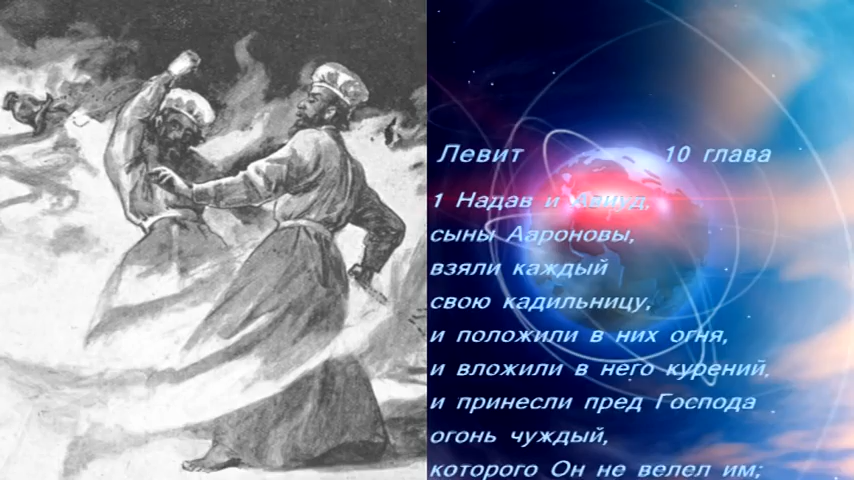 Левит 10 глава
1 Надав и Авиуд,
сыны Аароновы,
взяли каждый
свою кадильницу,
и положили в них огня,
и вложили в него курений,
и принесли пред Господа
огонь чуждый,
которого Он не велел им;